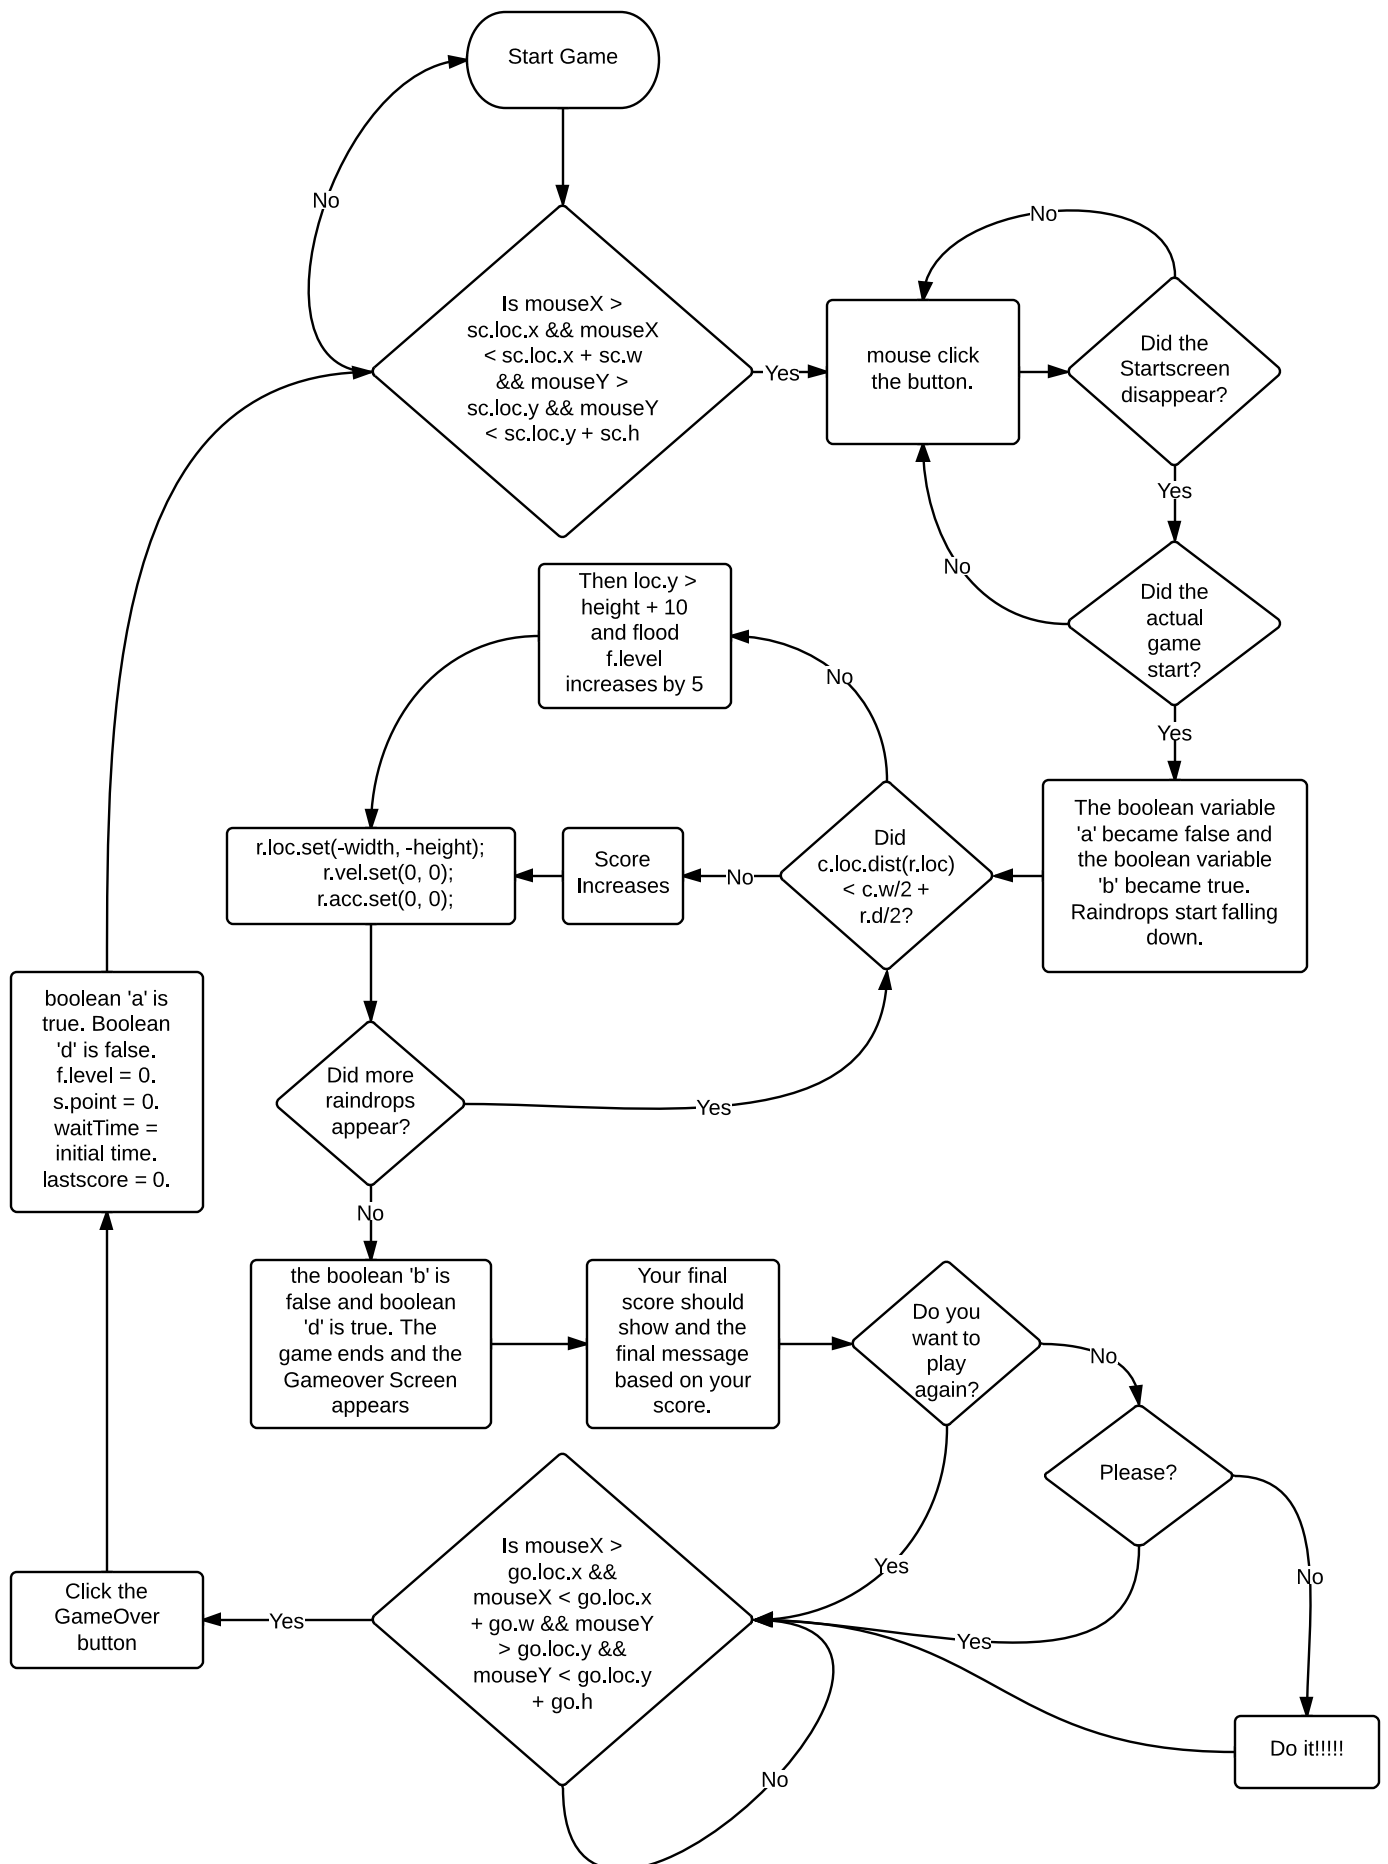 Start Game
No
Is mouseX >
sc.loc.x && mouseX
< sc.loc.x + sc.w
&& mouseY >
sc.loc.y && mouseY
< sc.loc.y + sc.h
Yes
mouse click
the button.
No
Did the
Startscreen
disappear?
Yes
No
Did the
actual
game
start?
Yes
The boolean variable
'a' became false and
the boolean variable
'b' became true.
Raindrops start falling
down.
Did
c.loc.dist(r.loc)
< c.w/2 +
r.d/2?
No
Then loc.y >
height + 10
and flood
f.level
increases by 5
No
Score
Increases
r.loc.set(-width, -height);
r.vel.set(0, 0);
r.acc.set(0, 0);
Did more
raindrops
appear?
Yes
No
the boolean 'b' is
false and boolean
'd' is true. The
game ends and the
Gameover Screen
appears
Your final
score should
show and the
final message
based on your
score.
Do you
want to
play
again?
No
Please?
Yes
Yes
No
Do it!!!!!
Is mouseX >
go.loc.x &&
mouseX < go.loc.x
+ go.w && mouseY
> go.loc.y &&
mouseY < go.loc.y
+ go.h
No
Yes
Click the
GameOver
button
boolean 'a' is
true. Boolean
'd' is false.
f.level = 0.
s.point = 0.
waitTime =
initial time.
lastscore = 0.